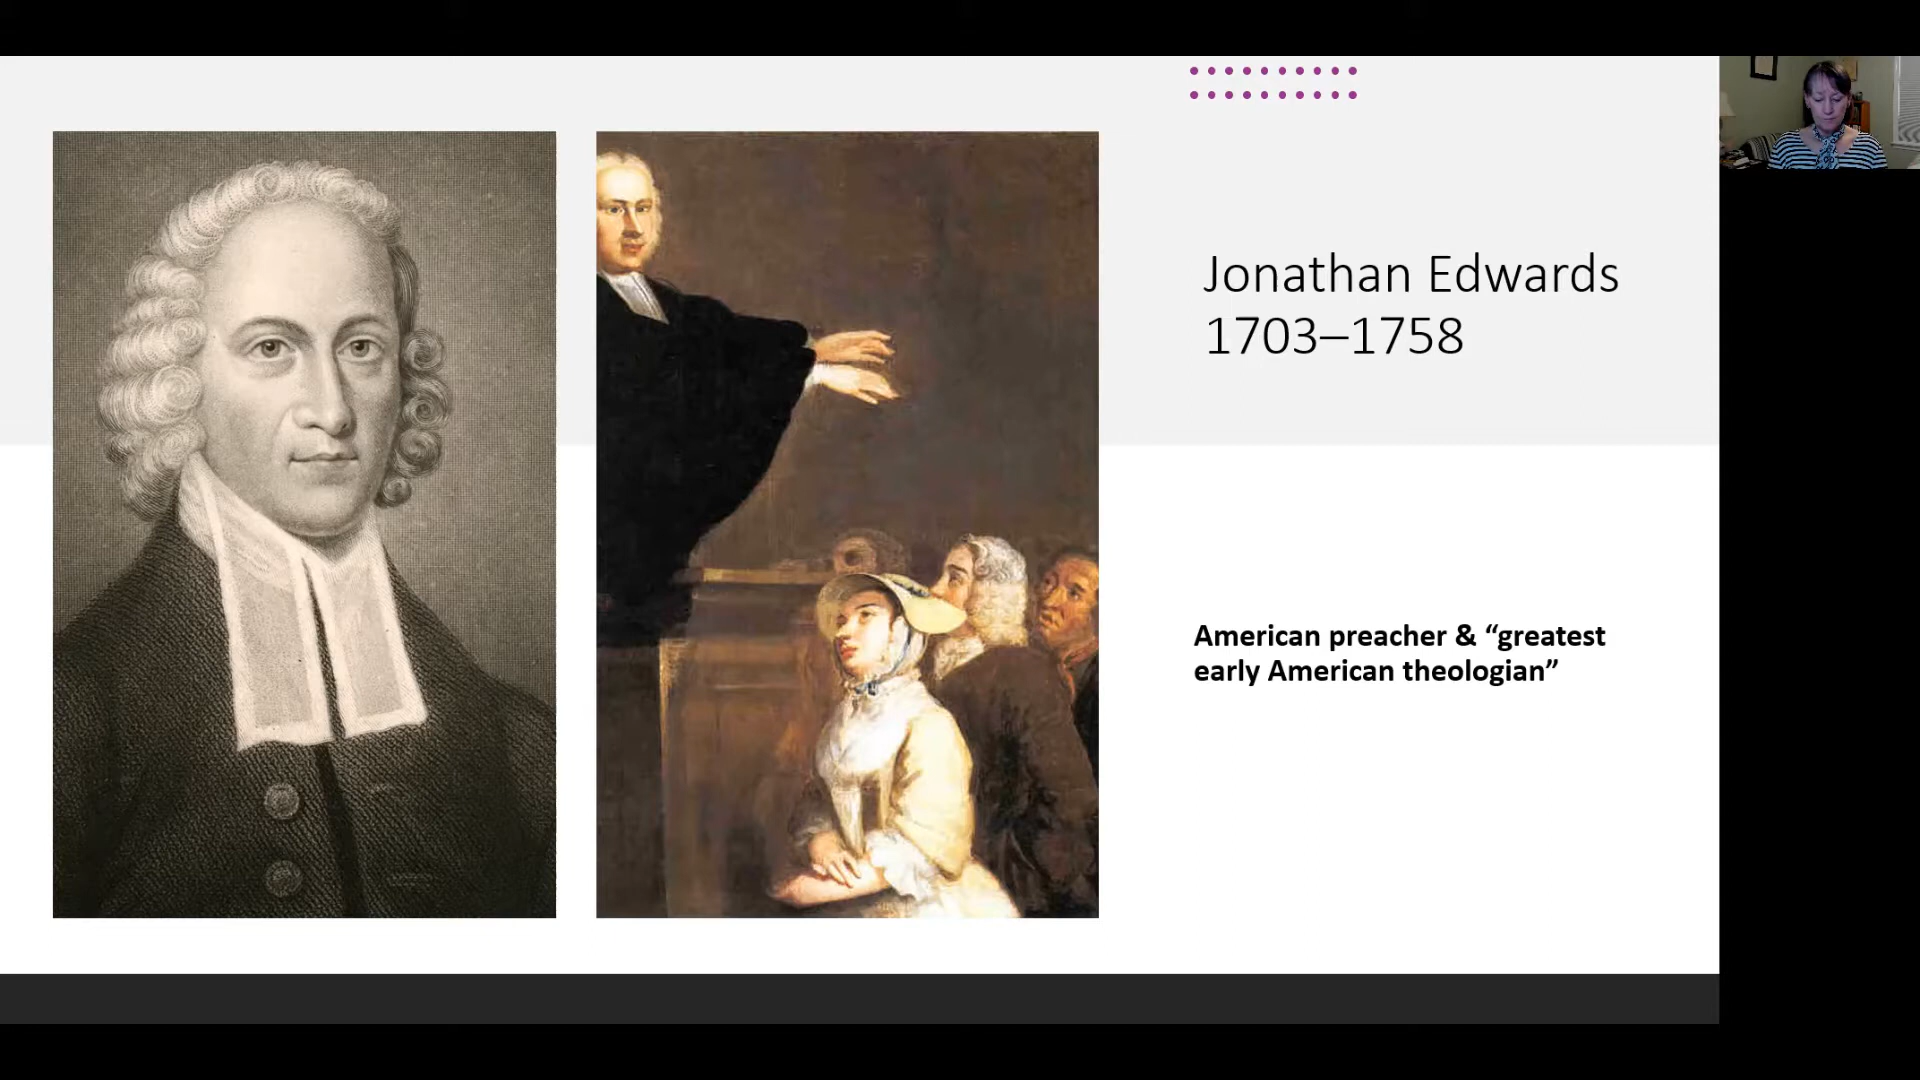 Jonathan Edwards
1703–1758
American preacher & “greatest
early American theologian”